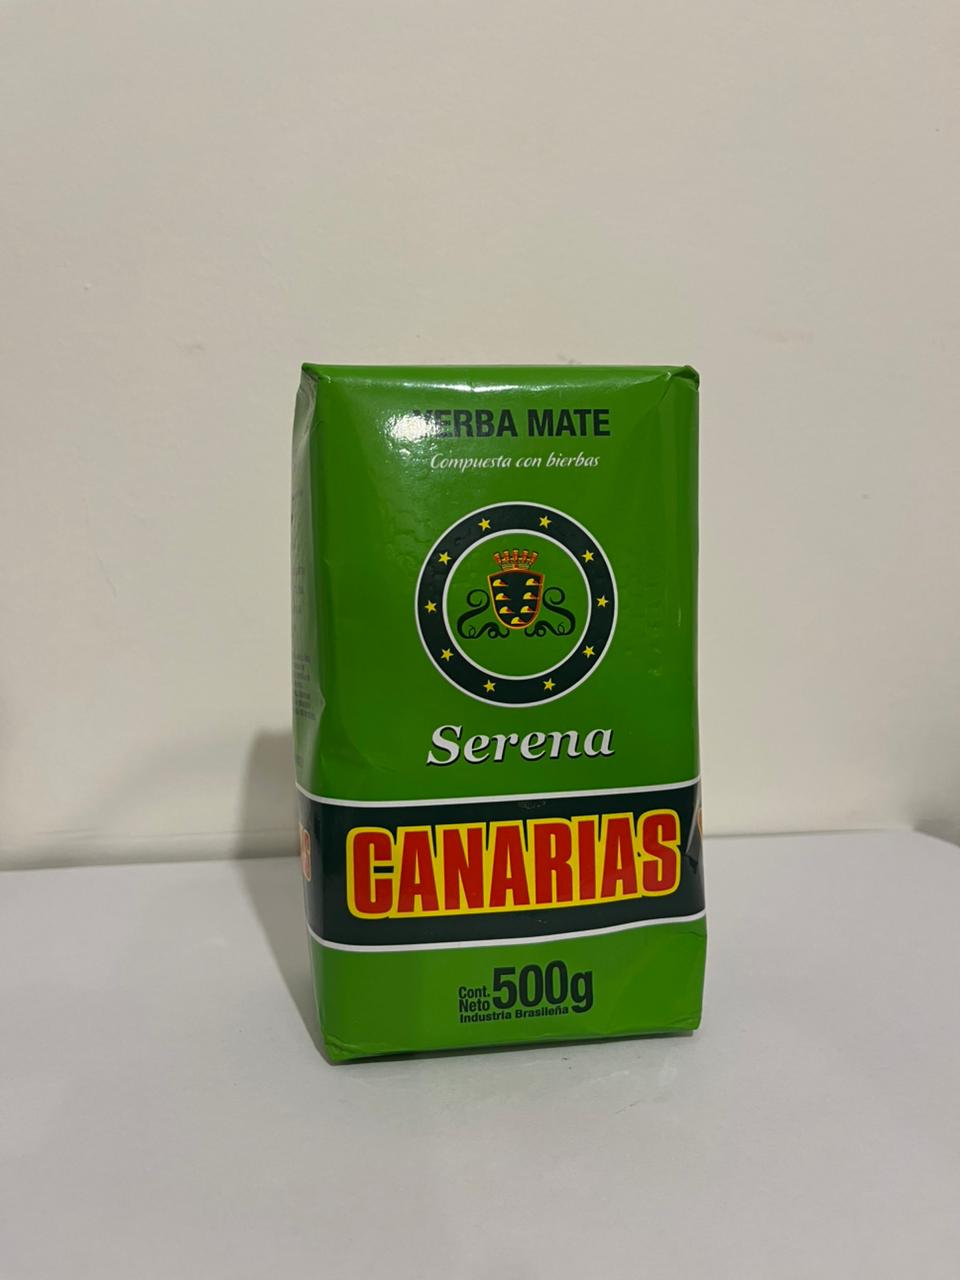 YERBA MATE
Compuesta con hierbas
Serena
CANARIAS
Cont.
Neto 500g
Industria Brasileña